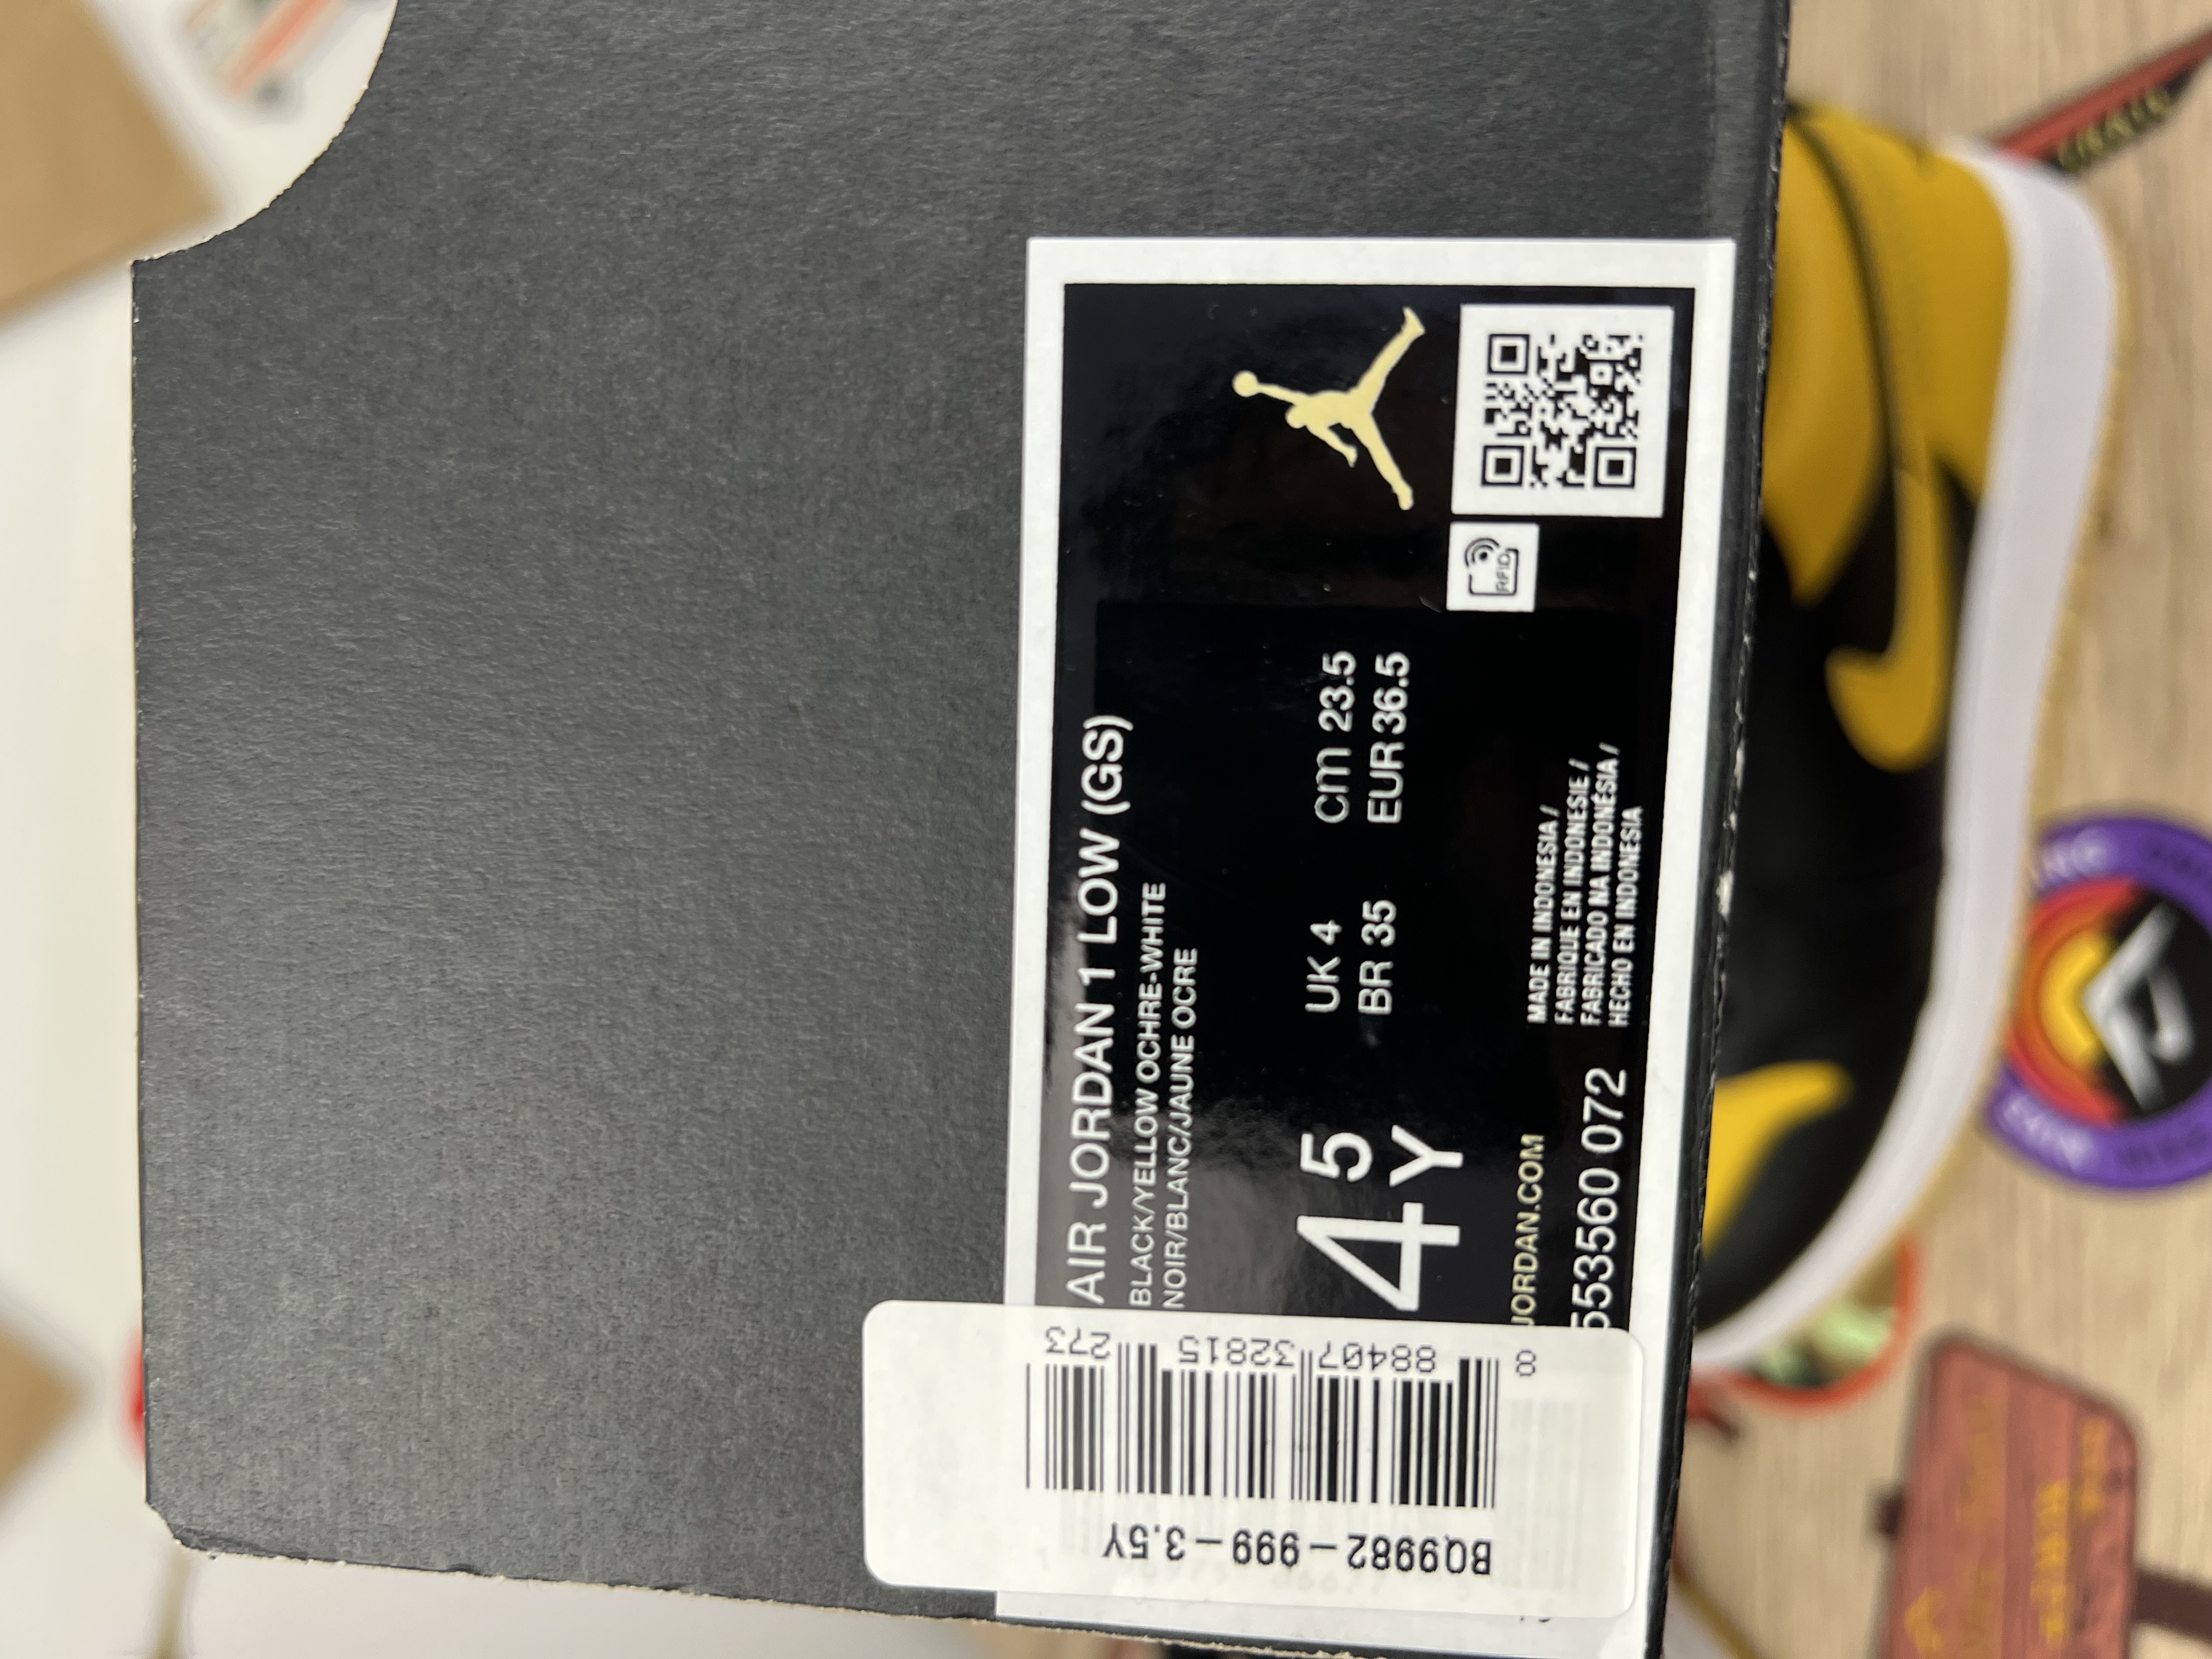 BQ9982-999-3.5Y
8 84407 32815 273
AIR JORDAN 1 LOW (GS)
BLACK/YELLOW OCHRE-WHITE
NOIR/BLANC/JAUNE OCRE
4 5 Y
UK 4
BR 35
cm 23.5
EUR 36.5
RFID
JORDAN.COM
553560 072
MADE IN INDONESIA /
FABRIQUE EN INDONESIE /
FABRICADO NA INDONÉSIA /
HECHO EN INDONESIA